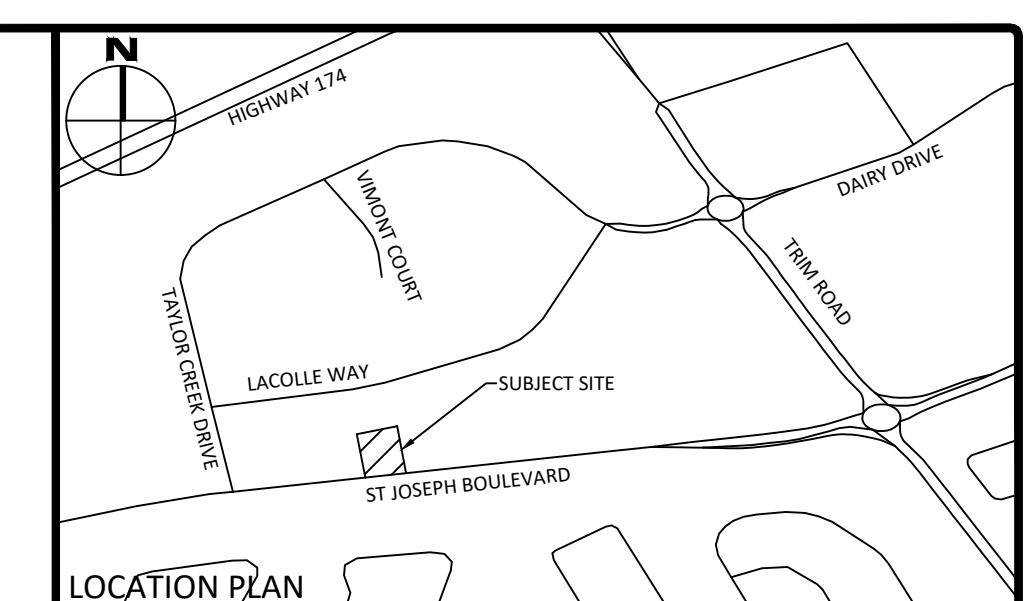 N
HIGHWAY 174
VIMONT COURT
DAIRY DRIVE
TRIM ROAD
TAYLOR CREEK DRIVE
LACOLLE WAY
SUBJECT SITE
ST JOSEPH BOULEVARD
LOCATION PLAN